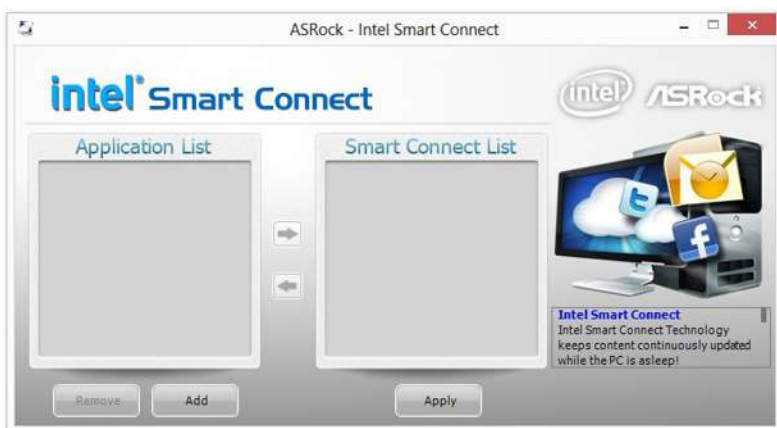 ASRock - Intel Smart Connect
intel Smart Connect
intel ASRock
Application List
Smart Connect List
Intel Smart Connect
Intel Smart Connect Technology
keeps content continuously updated
while the PC is asleep!
Remove
Add
Apply